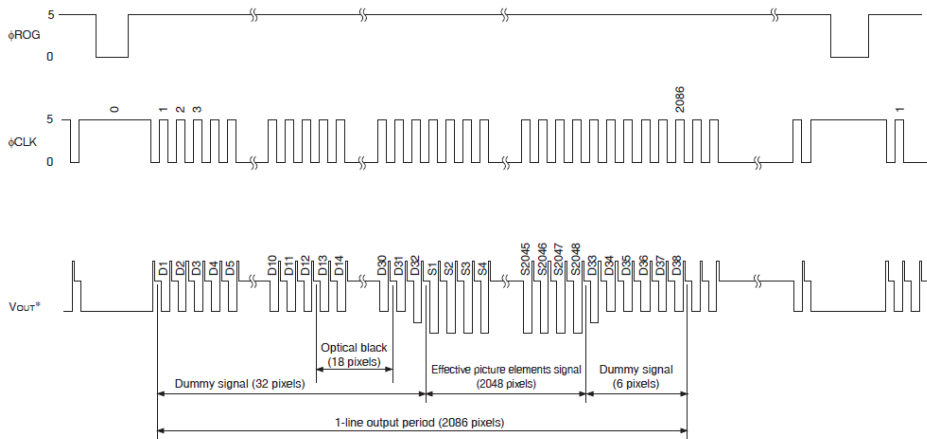 5
φROG
0
0
1
2
3
2086
1
5
φCLK
0
D1
D2
D3
D4
D5
D10
D11
D12
D13
D14
D30
D31
D32
S1
S2
S3
S4
S2045
S2046
S2047
S2048
D33
D34
D35
D36
D37
D38
VOUT*
Optical black
(18 pixels)
Dummy signal (32 pixels)
Effective picture elements signal
(2048 pixels)
Dummy signal
(6 pixels)
1-line output period (2086 pixels)